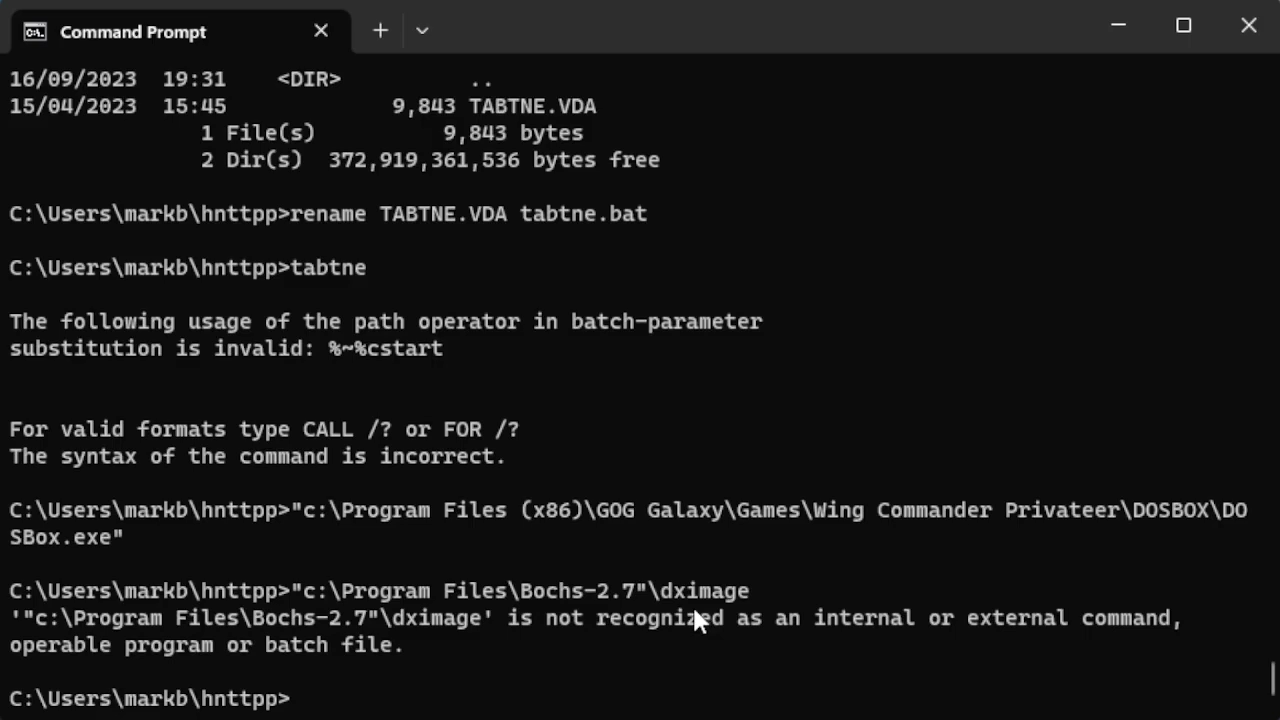 Command Prompt
16/09/2023  19:31    <DIR>          ..
15/04/2023  15:45             9,843 TABTNE.VDA
               1 File(s)          9,843 bytes
               2 Dir(s)  372,919,361,536 bytes free
C:\Users\markb\hnttpp>rename TABTNE.VDA tabtne.bat
C:\Users\markb\hnttpp>tabtne
The following usage of the path operator in batch-parameter
substitution is invalid: %~%cstart
For valid formats type CALL /? or FOR /?
The syntax of the command is incorrect.
C:\Users\markb\hnttpp>"c:\Program Files (x86)\GOG Galaxy\Games\Wing Commander Privateer\DOSBOX\DO
SBox.exe"
C:\Users\markb\hnttpp>"c:\Program Files\Bochs-2.7"\dximage
'"c:\Program Files\Bochs-2.7"\dximage' is not recognized as an internal or external command,
operable program or batch file.
C:\Users\markb\hnttpp>